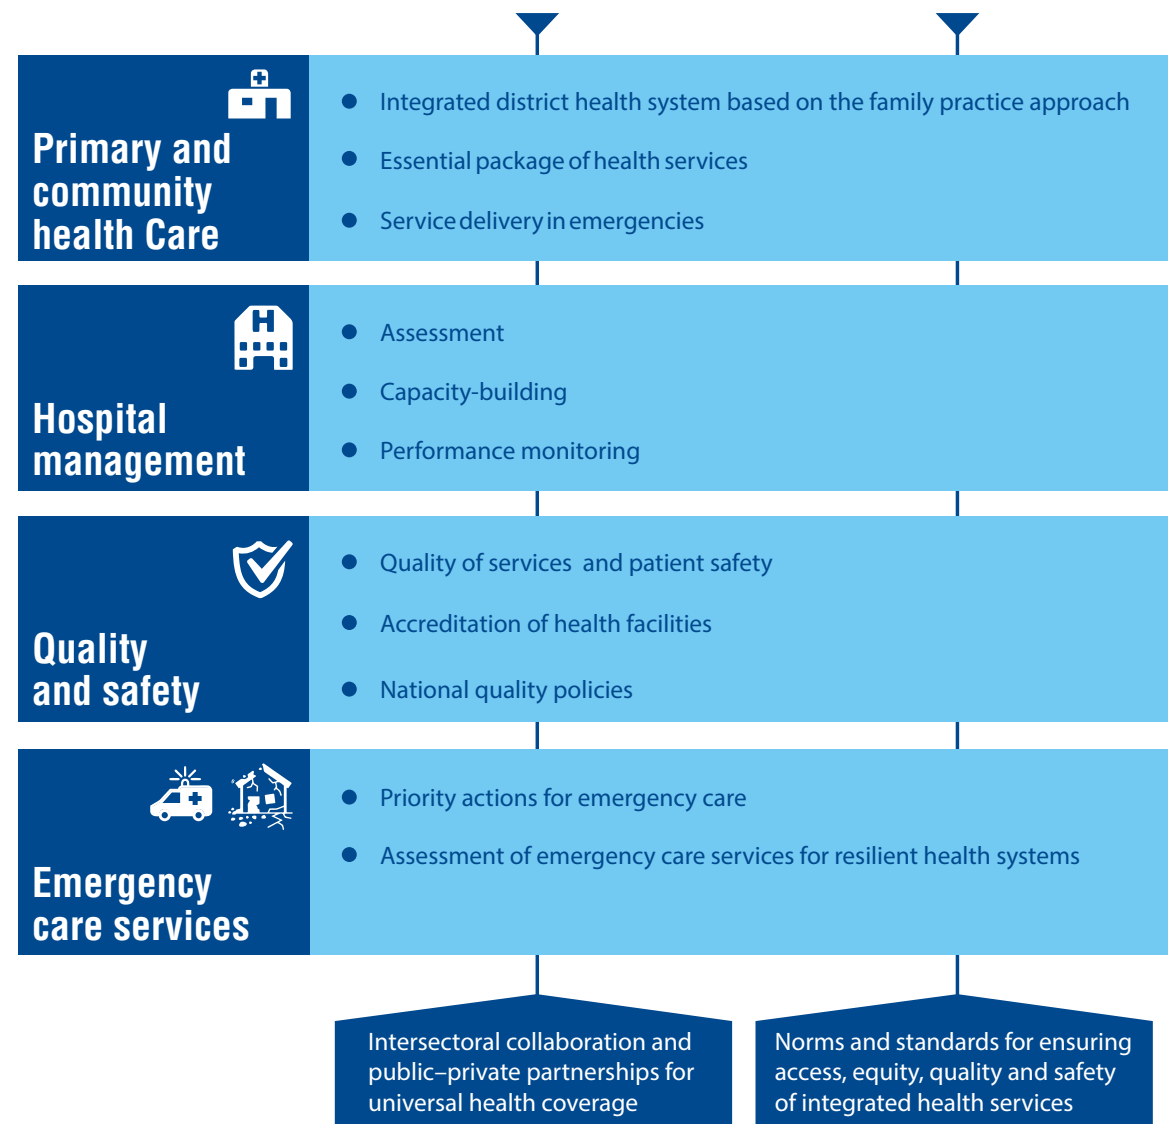 Primary and
community
health Care
Integrated district health system based on the family practice approach
Essential package of health services
Service delivery in emergencies
H
Hospital
management
Assessment
Capacity-building
Performance monitoring
Quality
and safety
Quality of services and patient safety
Accreditation of health facilities
National quality policies
Emergency
care services
Priority actions for emergency care
Assessment of emergency care services for resilient health systems
Intersectoral collaboration and
public–private partnerships for
universal health coverage
Norms and standards for ensuring
access, equity, quality and safety
of integrated health services